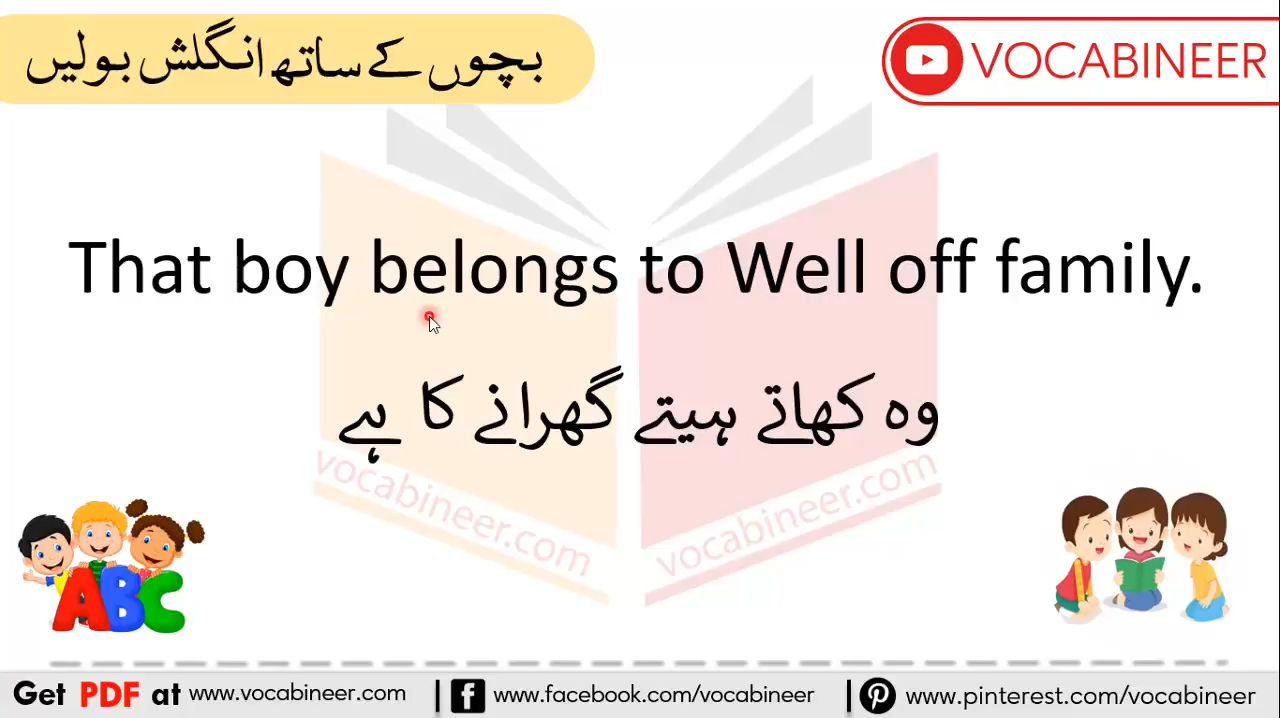 بچوں کے ساتھ انگلش بولیں
VOCABINEER
That boy belongs to Well off family.
وہ کھاتے ہیتے گھرانے کا ہے
vocabineer.com vocabineer.com
ABC
Get PDF at www.vocabineer.com | www.facebook.com/vocabineer | www.pinterest.com/vocabineer